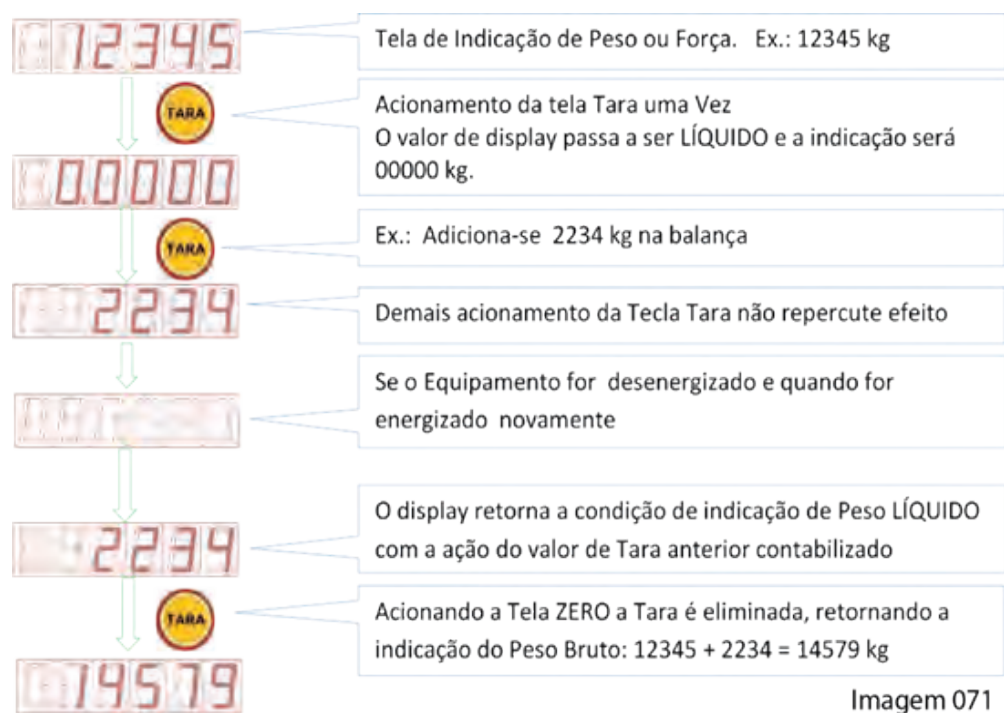 12345
Tela de Indicação de Peso ou Força. Ex.: 12345 kg
TARA
Acionamento da tela Tara uma Vez
O valor de display passa a ser LÍQUIDO e a indicação será
00000 kg.
0.0000
TARA
Ex.: Adiciona-se 2234 kg na balança
2234
Demais acionamento da Tecla Tara não repercute efeito
Se o Equipamento for desenergizado e quando for
energizado novamente
O display retorna a condição de indicação de Peso LÍQUIDO
com a ação do valor de Tara anterior contabilizado
2234
TARA
Acionando a Tela ZERO a Tara é eliminada, retornando a
indicação do Peso Bruto: 12345 + 2234 = 14579 kg
14579
Imagem 071